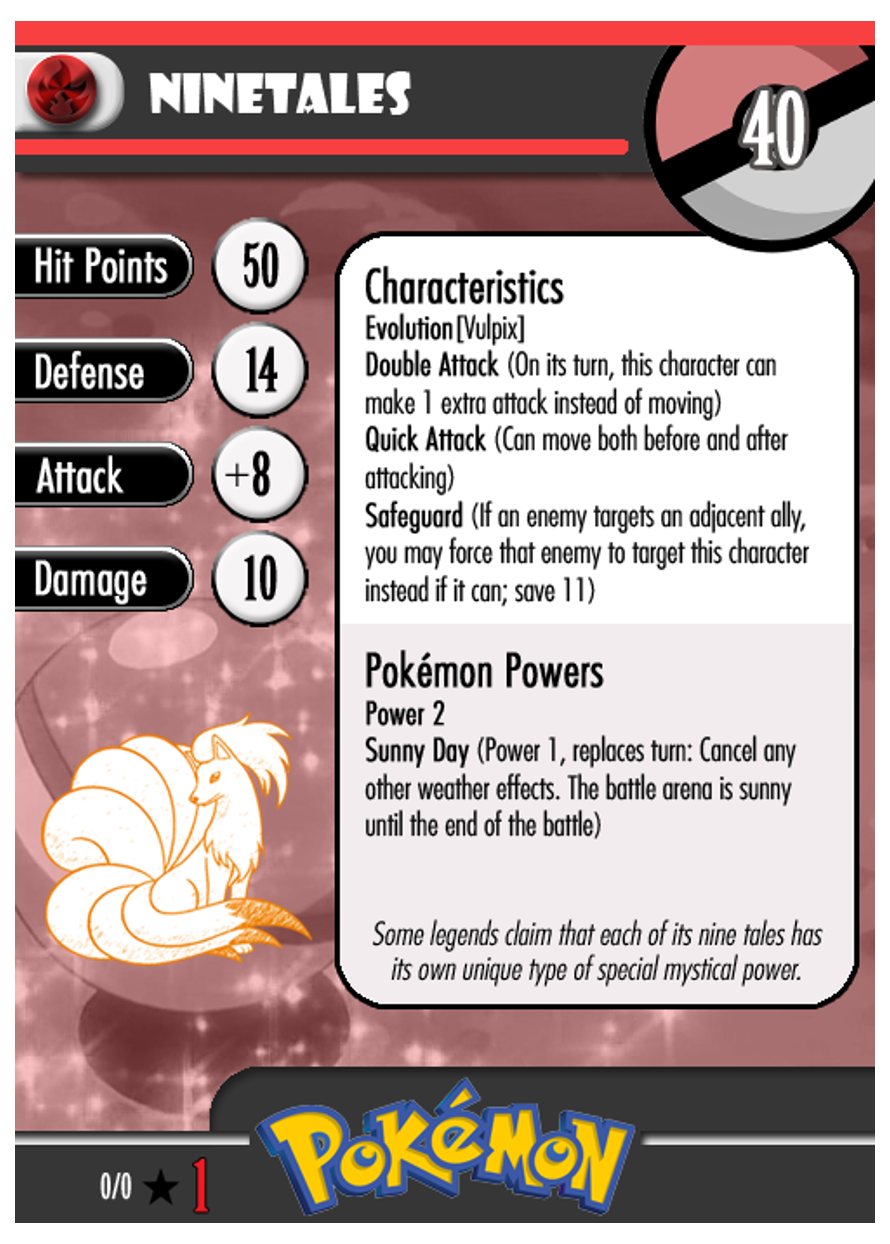 NINETALES
40
Hit Points 50
Defense 14
Attack +8
Damage 10
Characteristics
Evolution[Vulpix]
Double Attack (On its turn, this character can
make 1 extra attack instead of moving)
Quick Attack (Can move both before and after
attacking)
Safeguard (If an enemy targets an adjacent ally,
you may force that enemy to target this character
instead if it can; save 11)
Pokémon Powers
Power 2
Sunny Day (Power 1, replaces turn: Cancel any
other weather effects. The battle arena is sunny
until the end of the battle)
Some legends claim that each of its nine tales has
its own unique type of special mystical power.
POKéMON
0/0 ★ 1